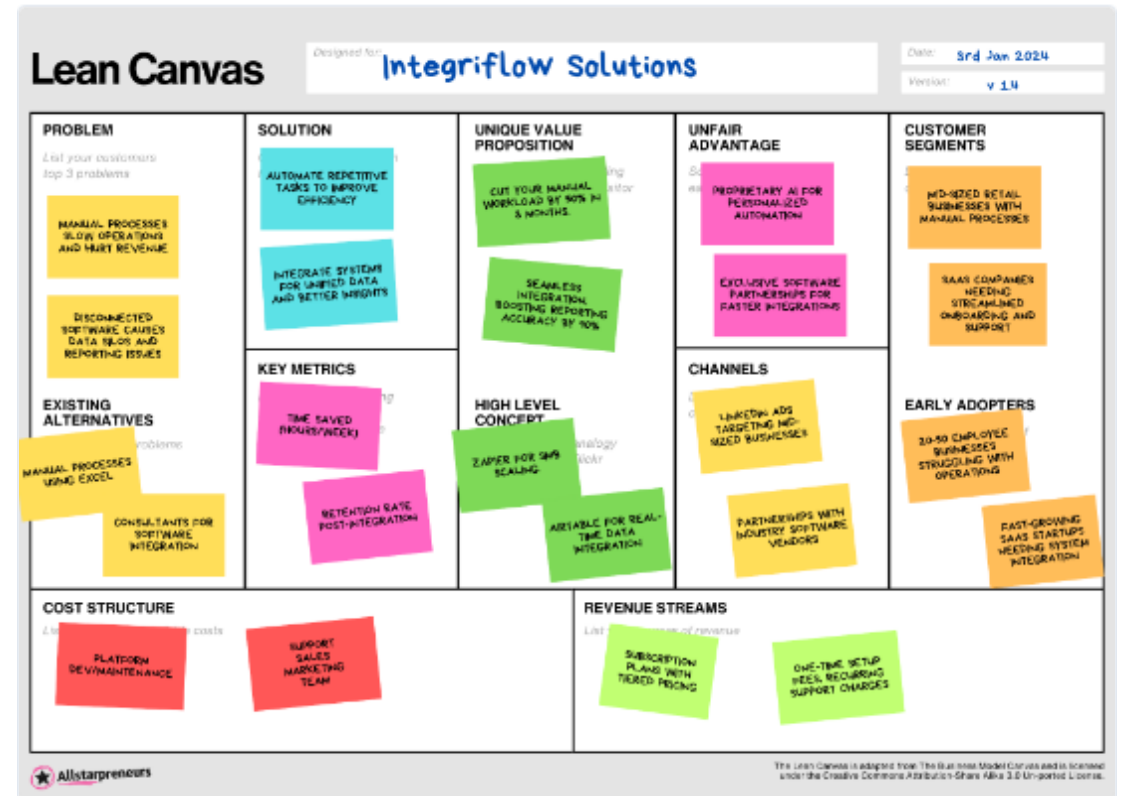 Lean Canvas
Designed for:
Integriflow Solutions
Date:
3rd Jan 2024
Version:
v 1.4
PROBLEM
List your customers
top 3 problems
MANUAL PROCESSES
SLOW OPERATIONS
AND HURT REVENUE
DISCONNECTED
SOFTWARE CAUSES
DATA SILOS AND
REPORTING ISSUES
EXISTING
ALTERNATIVES
problems
MANUAL PROCESSES
USING EXCEL
CONSULTANTS FOR
SOFTWARE
INTEGRATION
SOLUTION
AUTOMATE REPETITIVE
TASKS TO IMPROVE
EFFICIENCY
INTEGRATE SYSTEMS
FOR UNIFIED DATA
AND BETTER INSIGHTS
KEY METRICS
TIME SAVED
(HOURS/WEEK)
RETENTION RATE
POST-INTEGRATION
UNIQUE VALUE
PROPOSITION
CUT YOUR MANUAL
WORKLOAD BY 50% IN
3 MONTHS.
SEAMLESS
INTEGRATION,
BOOSTING REPORTING
ACCURACY BY 90%
HIGH LEVEL
CONCEPT
ZAPIER FOR SMB
SCALING
AIRTABLE FOR REAL-
TIME DATA
INTEGRATION
UNFAIR
ADVANTAGE
PROPRIETARY AI FOR
PERSONALIZED
AUTOMATION
EXCLUSIVE SOFTWARE
PARTNERSHIPS FOR
FASTER INTEGRATIONS
CHANNELS
LINKEDIN ADS
TARGETING MID-
SIZED BUSINESSES
PARTNERSHIPS WITH
INDUSTRY SOFTWARE
VENDORS
CUSTOMER
SEGMENTS
MID-SIZED RETAIL
BUSINESSES WITH
MANUAL PROCESSES
SAAS COMPANIES
NEEDING
STREAMLINED
ONBOARDING AND
SUPPORT
EARLY ADOPTERS
20-50 EMPLOYEE
BUSINESSES
STRUGGLING WITH
OPERATIONS
FAST-GROWING
SAAS STARTUPS
NEEDING SYSTEM
INTEGRATION
COST STRUCTURE
costs
PLATFORM
DEV/MAINTENANCE
SUPPORT
SALES
MARKETING
TEAM
REVENUE STREAMS
List of revenue
SUBSCRIPTION
PLANS WITH
TIERED PRICING
ONE-TIME SETUP
FEES, RECURRING
SUPPORT CHARGES
Allstarpreneurs
The Lean Canvas is adapted from The Business Model Canvas and is licensed
under the Creative Commons Attribution-Share Alike 3.0 Un-ported License.